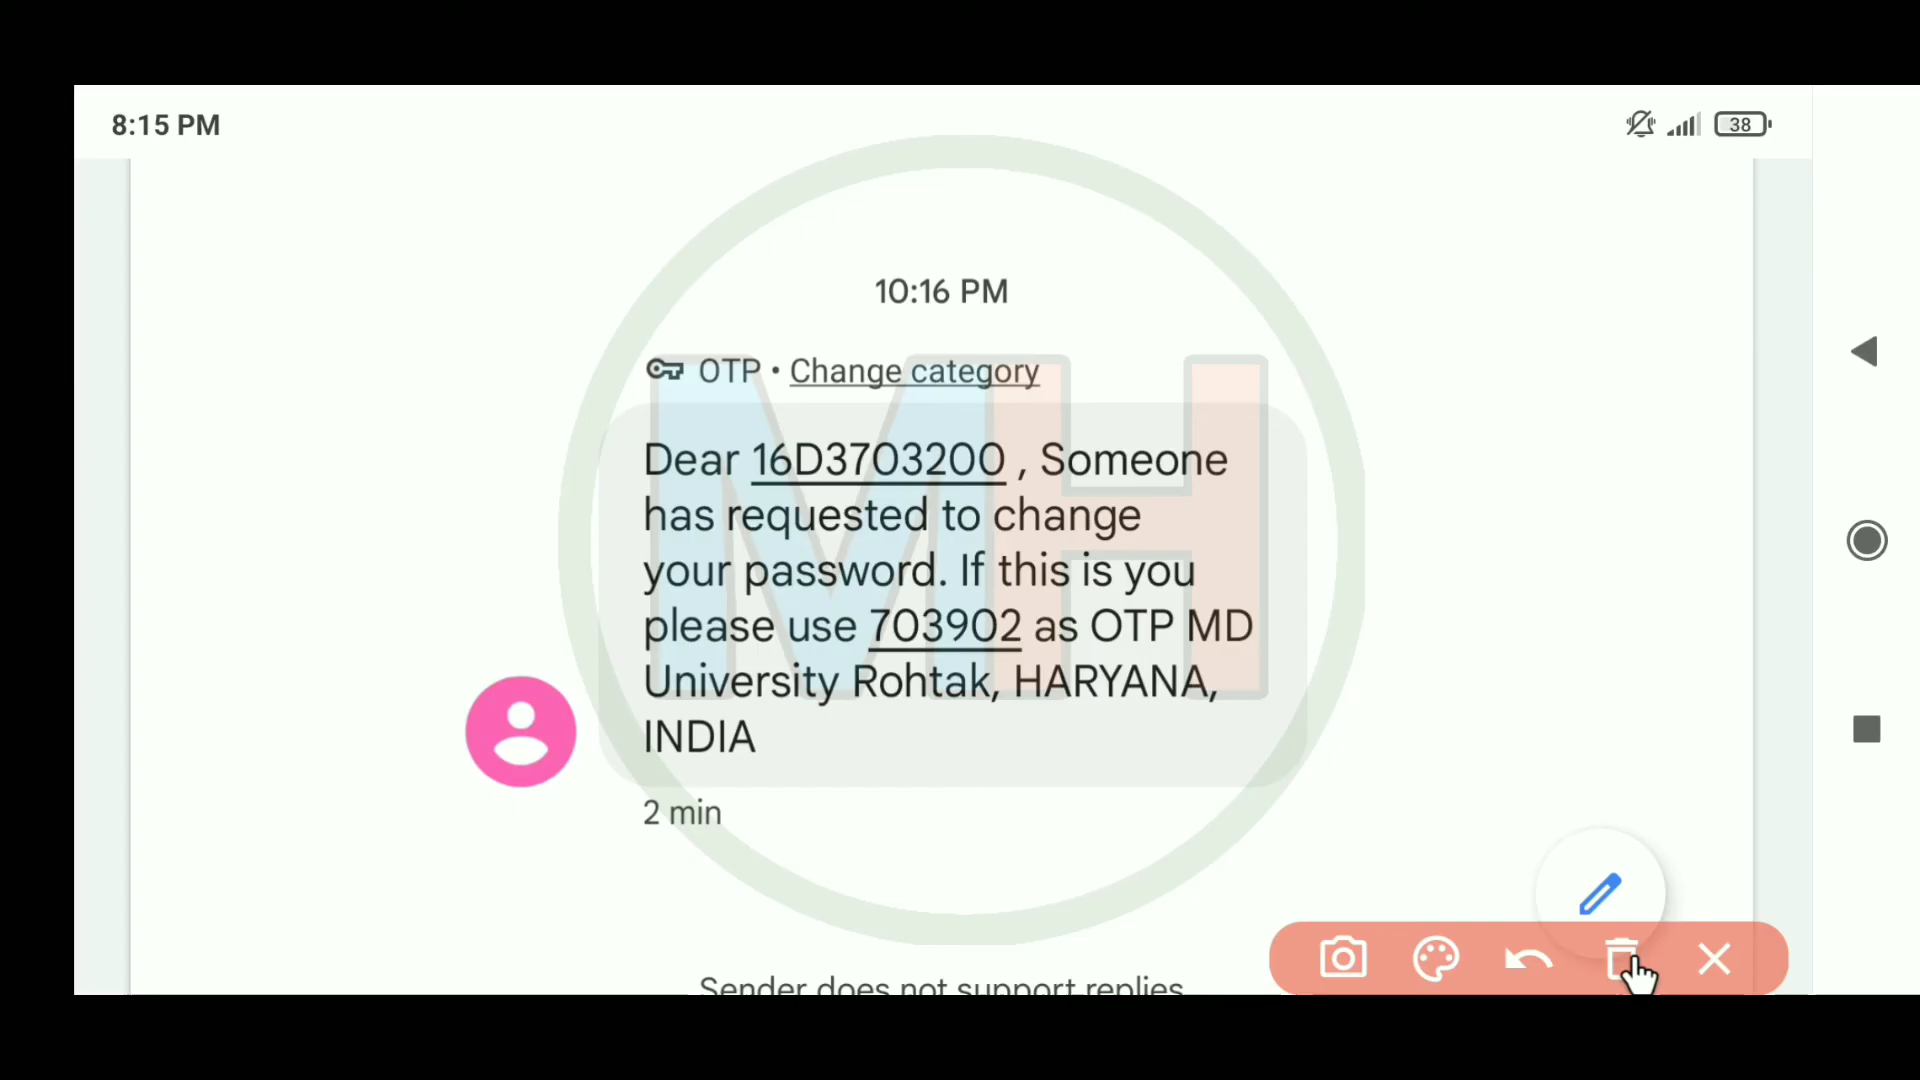 8:15 PM
38
10:16 PM
OTP • Change category
Dear 16D3703200 , Someone
has requested to change
your password. If this is you
please use 703902 as OTP MD
University Rohtak, HARYANA,
INDIA
2 min
Sender does not support replies
MH